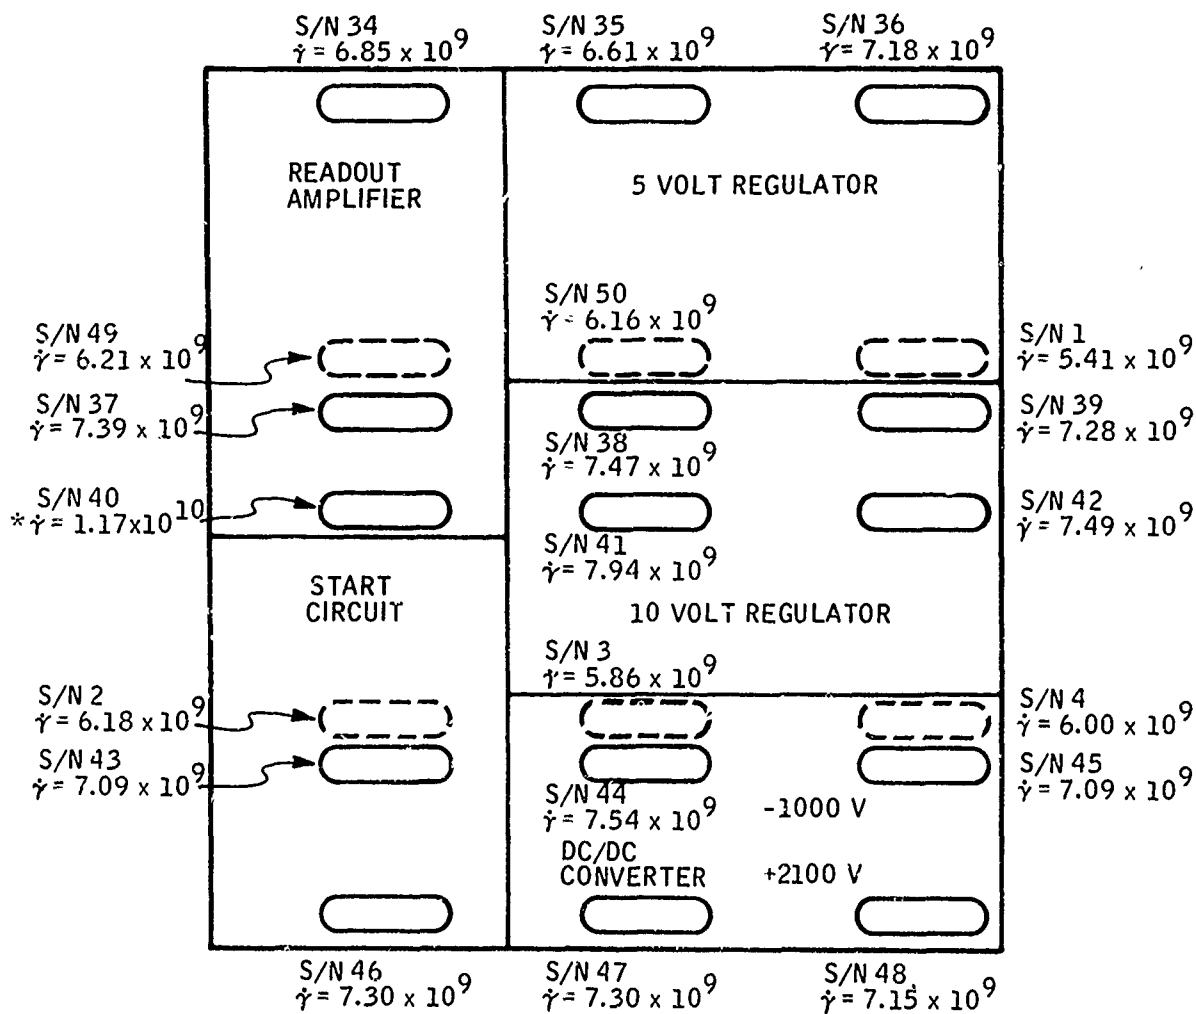 S/N 34
γ̇ = 6.85 x 10⁹
S/N 35
γ̇ = 6.61 x 10⁹
S/N 36
γ̇ = 7.18 x 10⁹
READOUT
AMPLIFIER
5 VOLT REGULATOR
S/N 50
γ̇ = 6.16 x 10⁹
S/N 49
γ̇ = 6.21 x 10⁹
S/N 1
γ̇ = 5.41 x 10⁹
S/N 37
γ̇ = 7.39 x 10⁹
S/N 38
γ̇ = 7.47 x 10⁹
S/N 39
γ̇ = 7.28 x 10⁹
S/N 40
*γ̇ = 1.17x10¹⁰
S/N 41
γ̇ = 7.94 x 10⁹
S/N 42
γ̇ = 7.49 x 10⁹
START
CIRCUIT
10 VOLT REGULATOR
S/N 3
γ̇ = 5.86 x 10⁹
S/N 2
γ̇ = 6.18 x 10⁹
S/N 4
γ̇ = 6.00 x 10⁹
S/N 43
γ̇ = 7.09 x 10⁹
S/N 44
γ̇ = 7.54 x 10⁹
-1000 V
S/N 45
γ̇ = 7.09 x 10⁹
DC/DC
CONVERTER
+2100 V
S/N 46
γ̇ = 7.30 x 10⁹
S/N 47
γ̇ = 7.30 x 10⁹
S/N 48
γ̇ = 7.15 x 10⁹